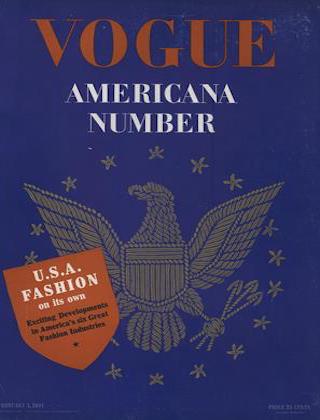 VOGUE
AMERICANA
NUMBER
U.S.A.
FASHION
on its own
Exciting Developments
in America's six Great
Fashion Industries
PRICE 35 CENTS